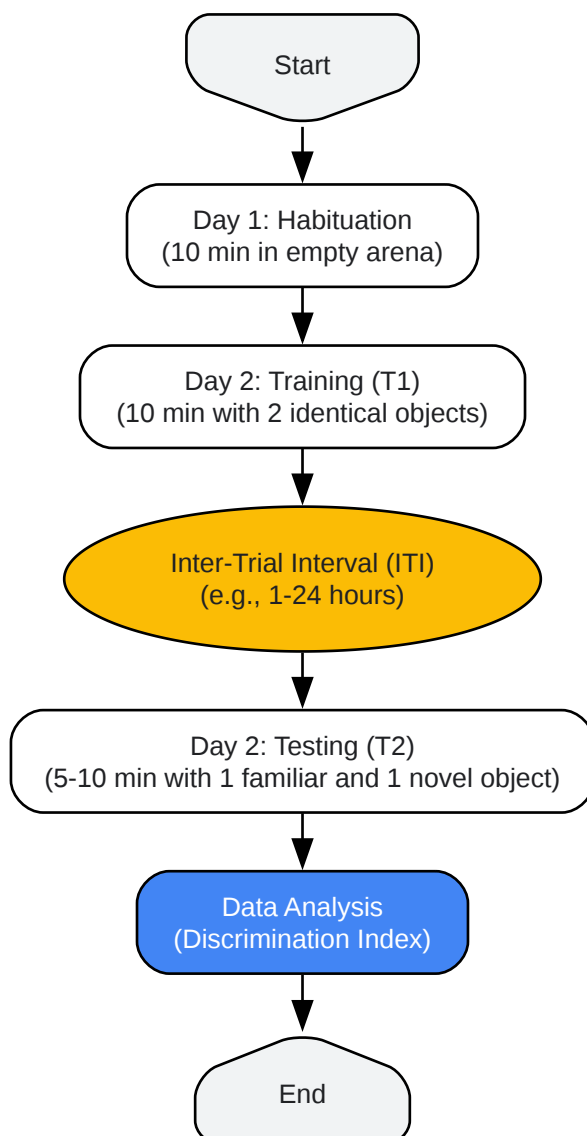 Start
Day 1: Habituation
(10 min in empty arena)
Day 2: Training (T1)
(10 min with 2 identical objects)
Inter-Trial Interval (ITI)
(e.g., 1-24 hours)
Day 2: Testing (T2)
(5-10 min with 1 familiar and 1 novel object)
Data Analysis
(Discrimination Index)
End